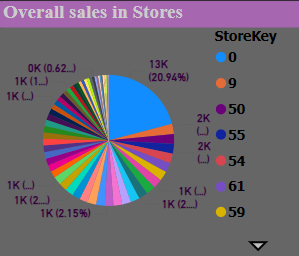 Overall sales in Stores
StoreKey
0
9
50
55
54
61
59
0K (0.62...)
1K (1...)
1K (...)
13K
(20.94%)
2K
(...)
2K
(...)
1K (...)
1K (2...)
1K (...)
1K (2...)
1K (2.15%)